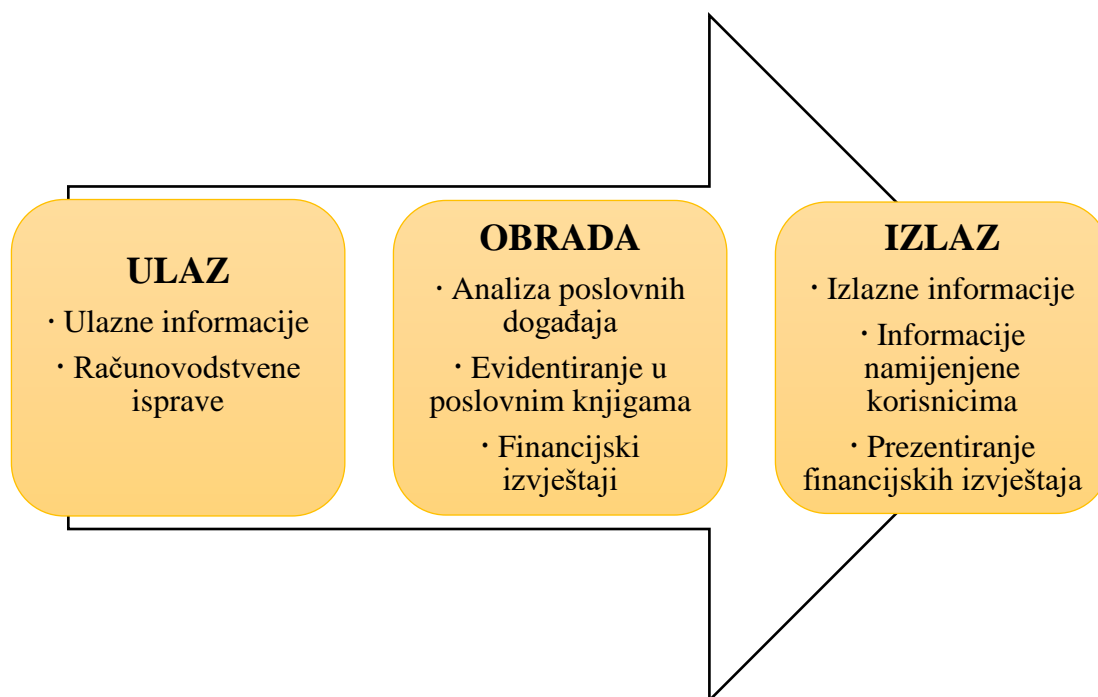 ULAZ
· Ulazne informacije
· Računovodstvene
isprave
OBRADA
· Analiza poslovnih
događaja
· Evidentiranje u
poslovnim knjigama
· Financijski
izvještaji
IZLAZ
· Izlazne informacije
· Informacije
namijenjene
korisnicima
· Prezentiranje
financijskih izvještaja